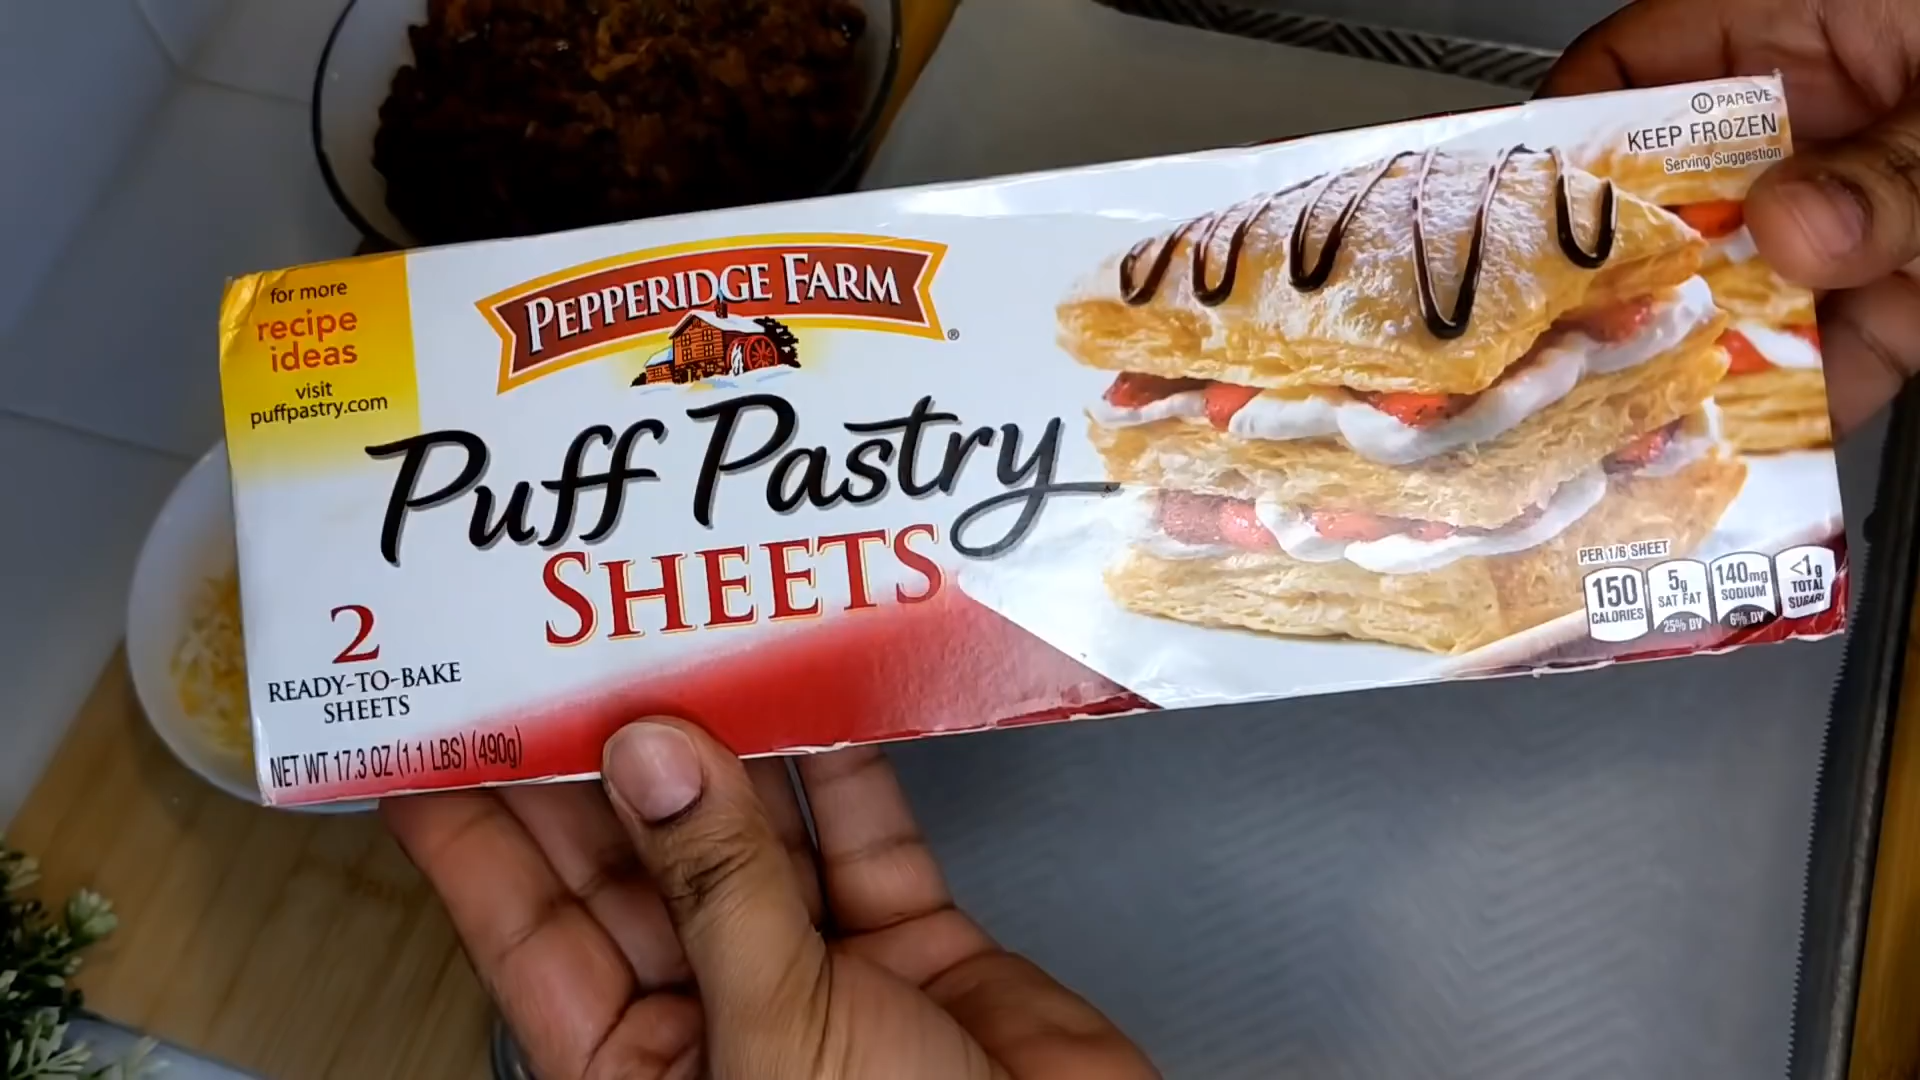 for more
recipe
ideas
visit
puffpastry.com
PEPPERIDGE FARM
®
Puff Pastry
SHEETS
2
READY-TO-BAKE
SHEETS
NET WT 17.3 OZ (1.1 LBS) (490g)
Ⓤ PAREVE
KEEP FROZEN
Serving Suggestion
PER 1/6 SHEET
150
CALORIES
5g
SAT FAT
25% DV
140mg
SODIUM
6% DV
<1g
TOTAL
SUGARS